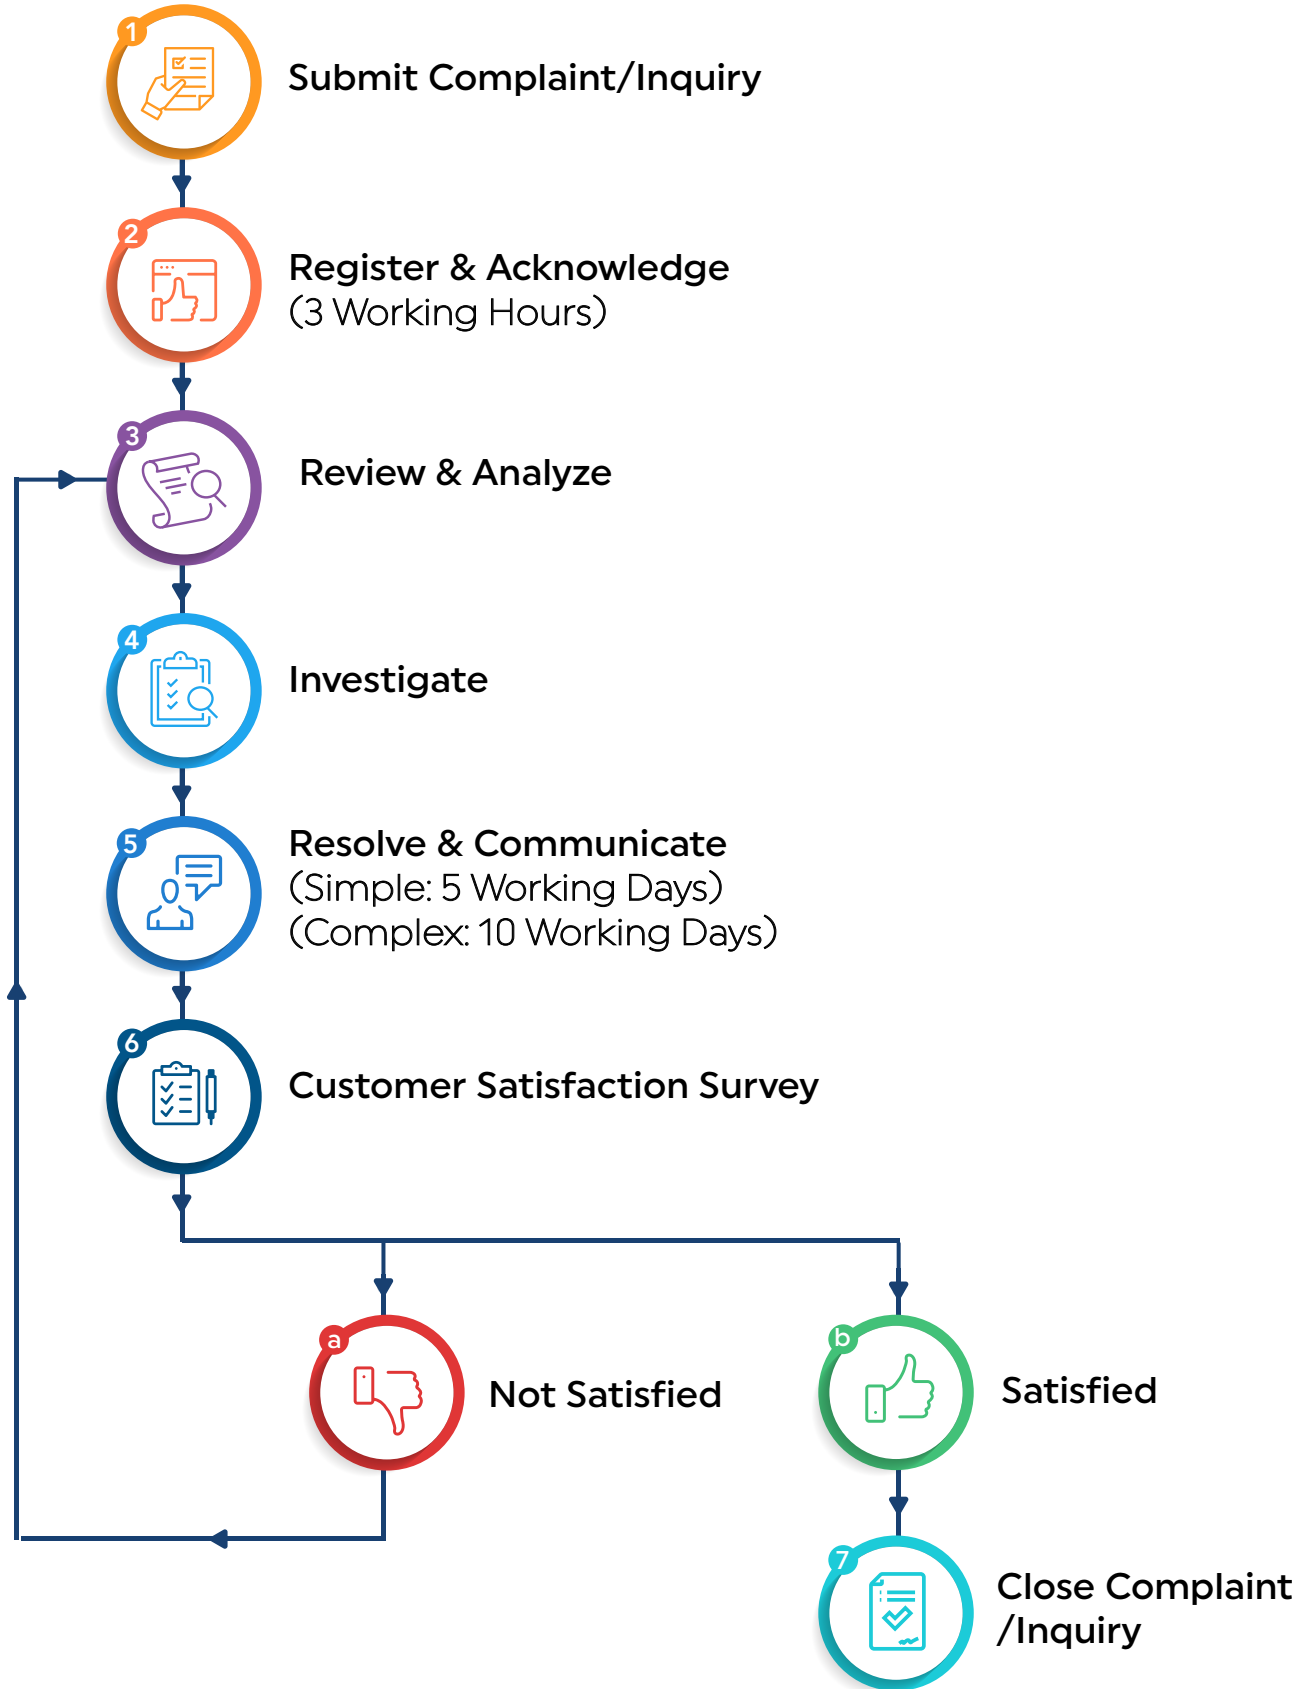 1
Submit Complaint/Inquiry
2
Register & Acknowledge
(3 Working Hours)
3
Review & Analyze
4
Investigate
5
Resolve & Communicate
(Simple: 5 Working Days)
(Complex: 10 Working Days)
6
Customer Satisfaction Survey
a
Not Satisfied
b
Satisfied
7
Close Complaint
/Inquiry